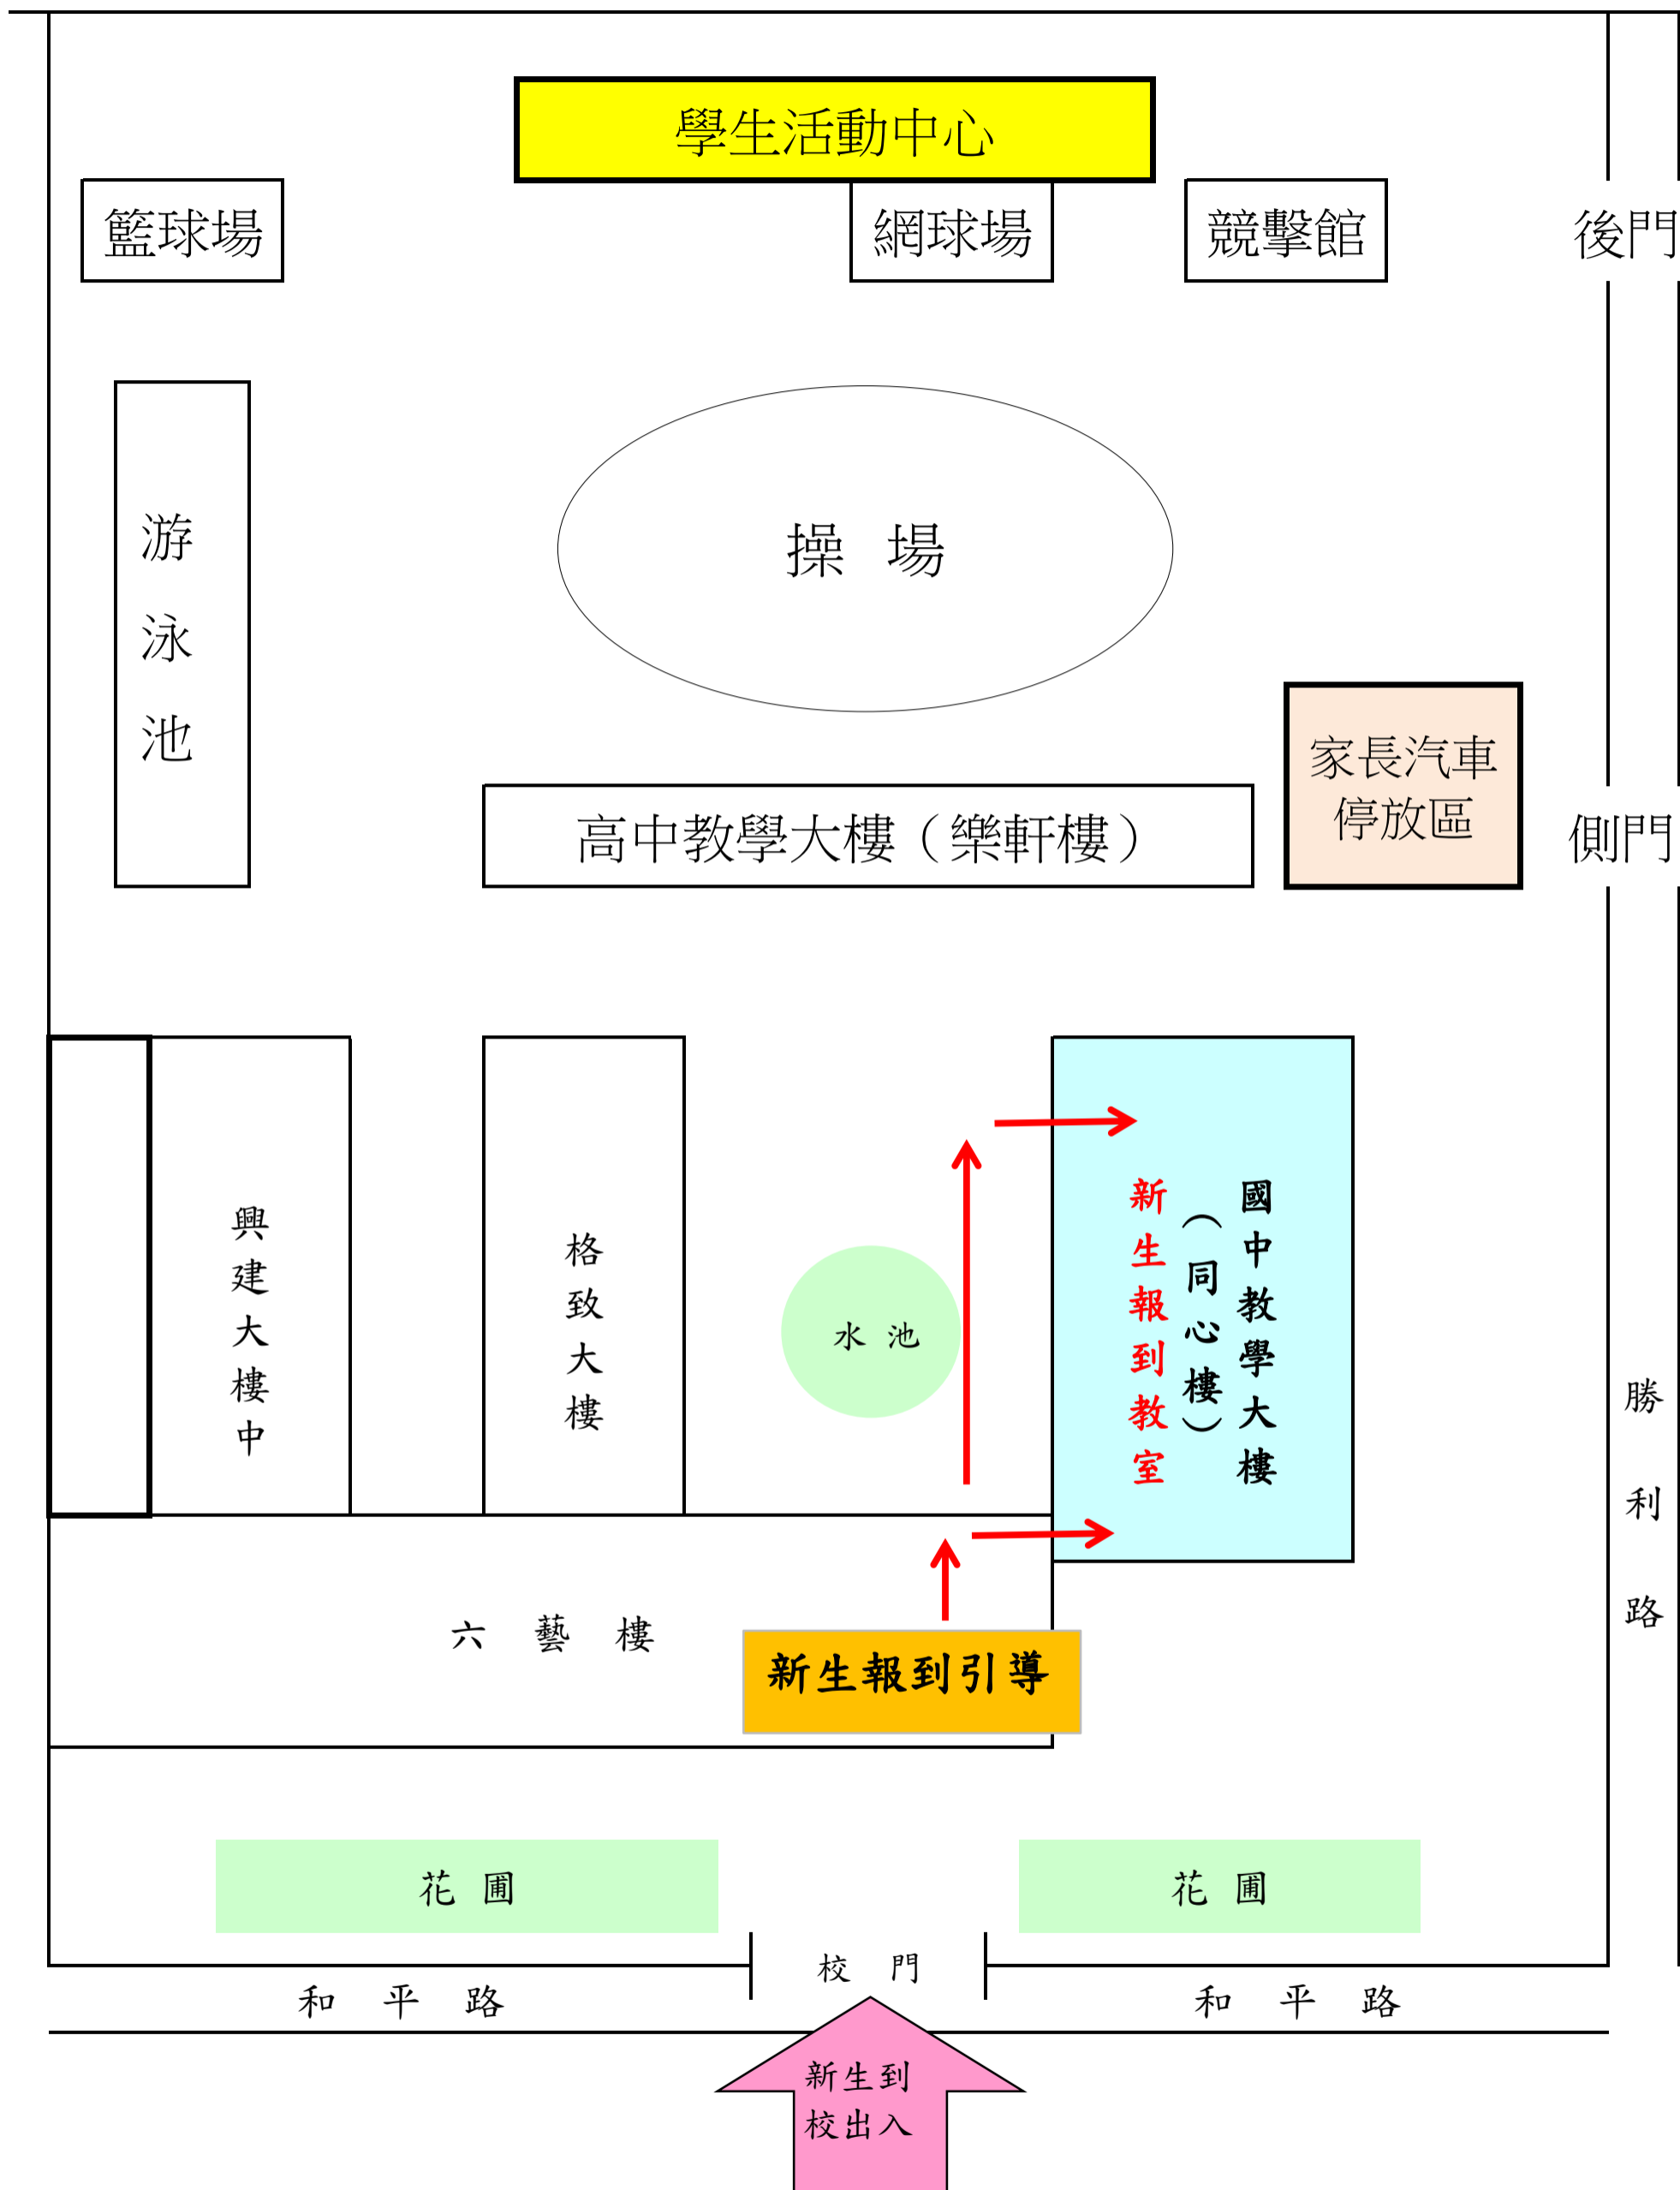 學生活動中心
籃球場
網球場
競擊館
後門
游泳池
操 場
家長汽車
停放區
高中教學大樓（樂軒樓）
側門
興建大樓中
格致大樓
水 池
國中教學大樓
（同心樓）
新生報到教室
勝利路
六 藝 樓
新生報到引導
花 圃
花 圃
校 門
和 平 路
和 平 路
新生到
校出入